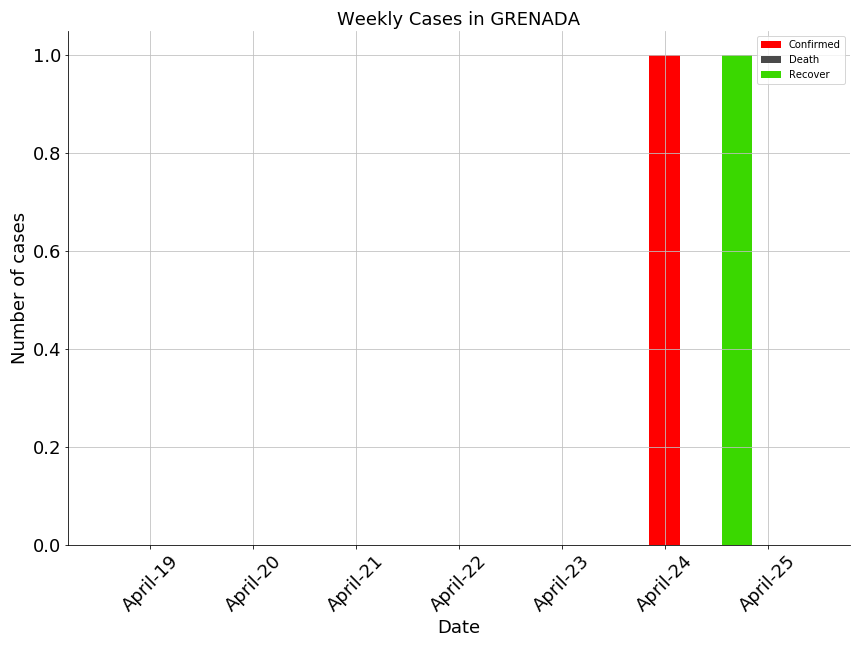 Weekly Cases in GRENADA
Confirmed
Death
Recover
Number of cases
1.0
0.8
0.6
0.4
0.2
0.0
April-19
April-20
April-21
April-22
April-23
April-24
April-25
Date